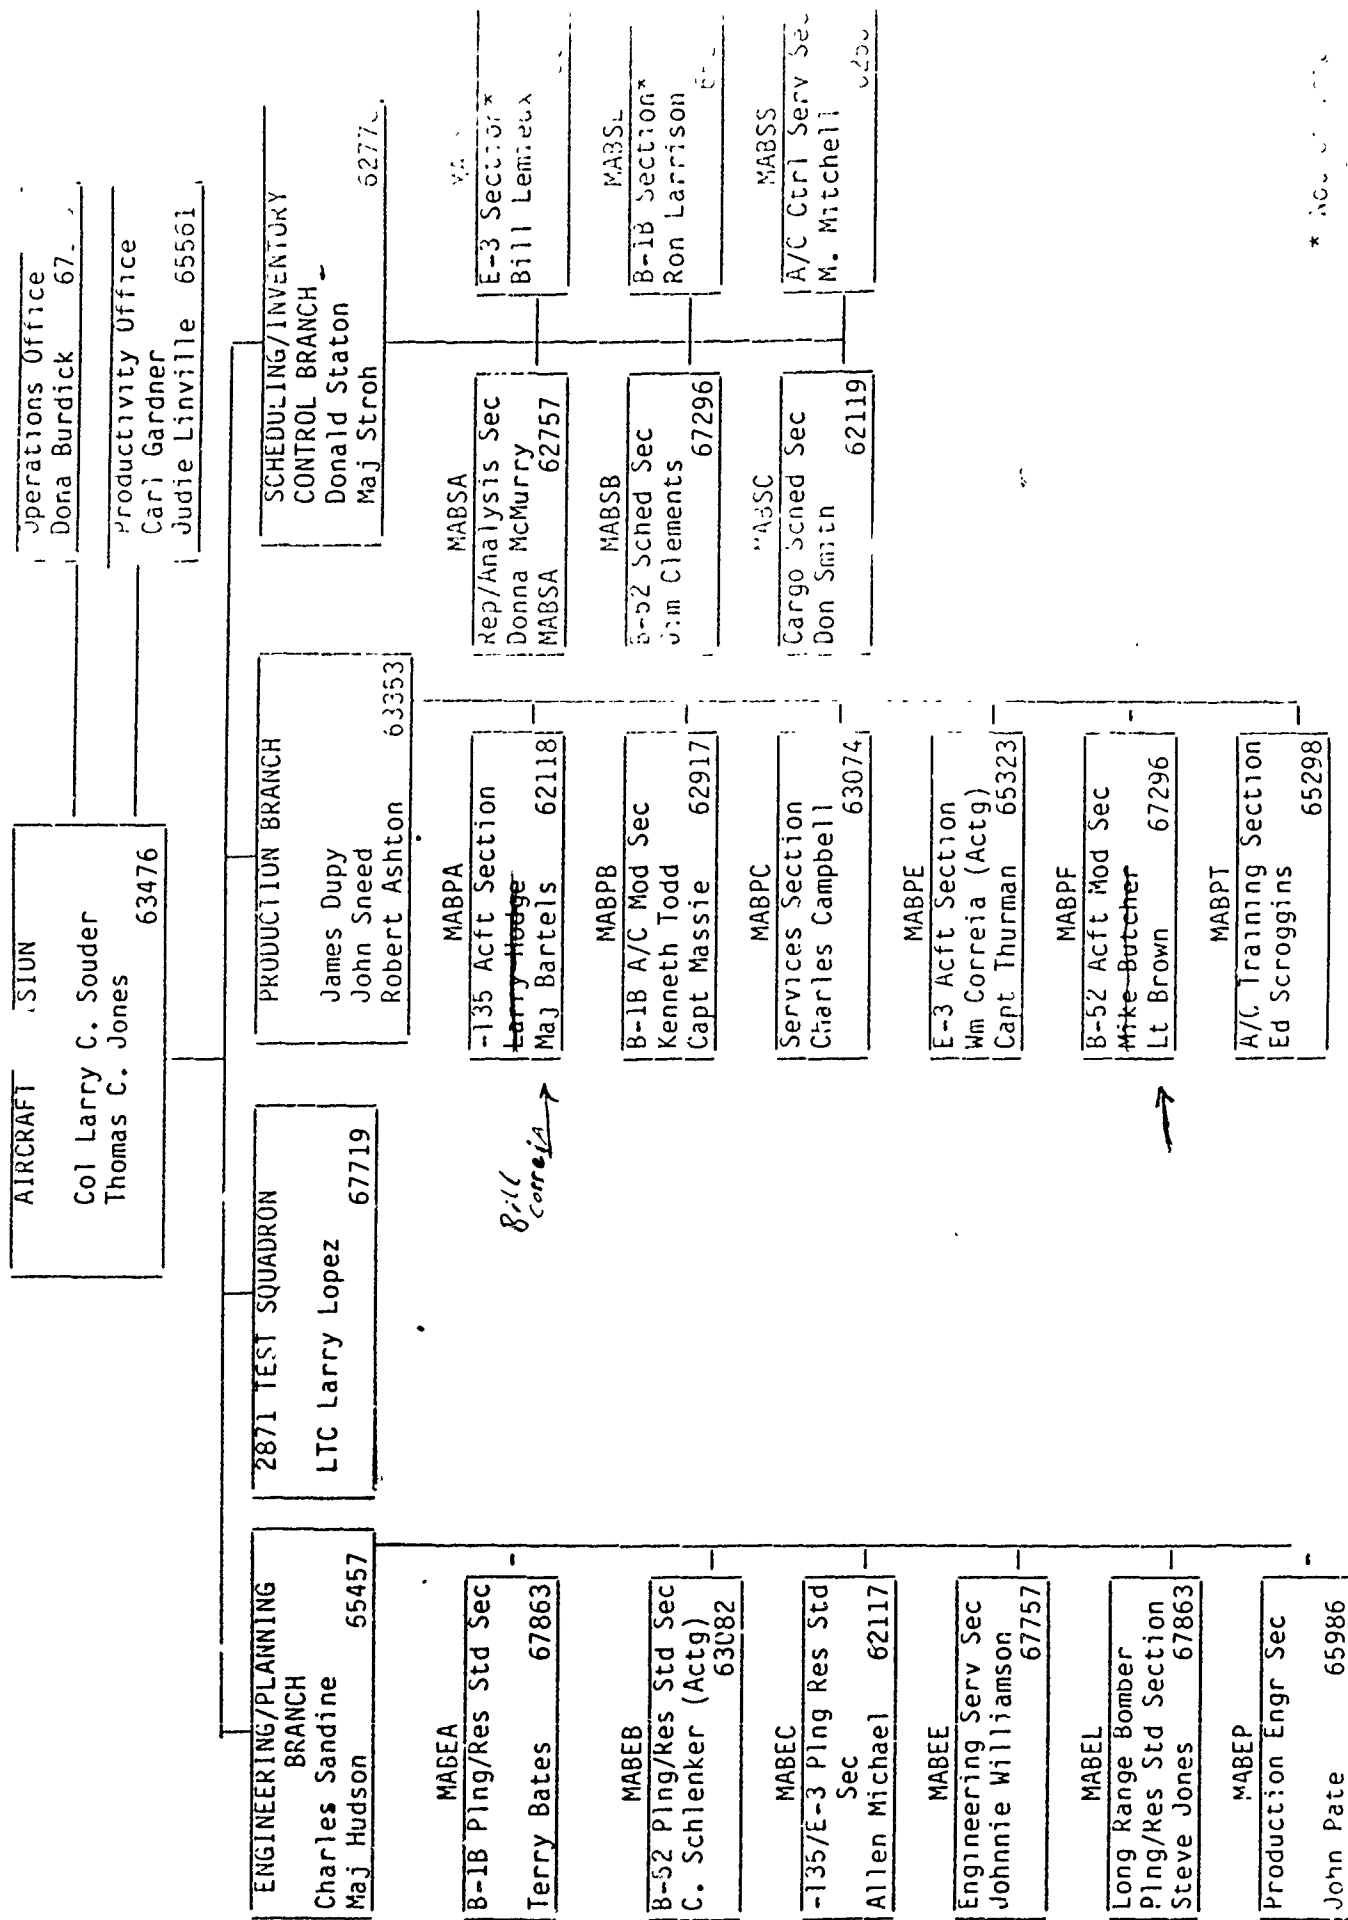 AIRCRAFT
Col Larry C. Souder
Thomas C. Jones
63476
Operations Office
Dona Burdick
Productivity Office
Carl Gardner
Judie Linville 65561
ENGINEERING/PLANNING
BRANCH
Charles Sandine
Maj Hudson 65457
2871 TEST SQUADRON
LTC Larry Lopez
67719
PRODUCTION BRANCH
James Dupy
John Sneed
Robert Ashton 63353
SCHEDULING/INVENTORY
CONTROL BRANCH
Donald Staton
Maj Stroh
MABEA
B-1B Plng/Res Std Sec
Terry Bates 67863
MABEB
B-52 Plng/Res Std Sec
C. Schlenker (Actg)
63082
MABEC
-135/E-3 Plng Res Std
Sec
Allen Michael 62117
MABEE
Engineering Serv Sec
Johnnie Williamson
67757
MABEL
Long Range Bomber
Plng/Res Std Section
Steve Jones 67863
MABEP
Production Engr Sec
John Pate 65986
Bill
Correia
MABPA
-135 Acft Section
Larry Hodge
Maj Bartels 62118
MABPB
B-1B A/C Mod Sec
Kenneth Todd
Capt Massie 62917
MABPC
Services Section
Charles Campbell
63074
MABPE
E-3 Acft Section
Wm Correia (Actg)
Capt Thurman 65323
MABPF
B-52 Acft Mod Sec
Mike Butcher
Lt Brown 67296
MABPT
A/C Training Section
Ed Scroggins
65298
MABSA
Rep/Analysis Sec
Donna McMurry
MABSA 62757
MABSB
B-52 Sched Sec
Jim Clements
67296
MABSC
Cargo Sched Sec
Don Smith
62119
E-3 Section*
Bill Lemieux
MABSL
B-1B Section*
Ron Larrison
MABSS
A/C Ctrl Serv Sec
M. Mitchell
*